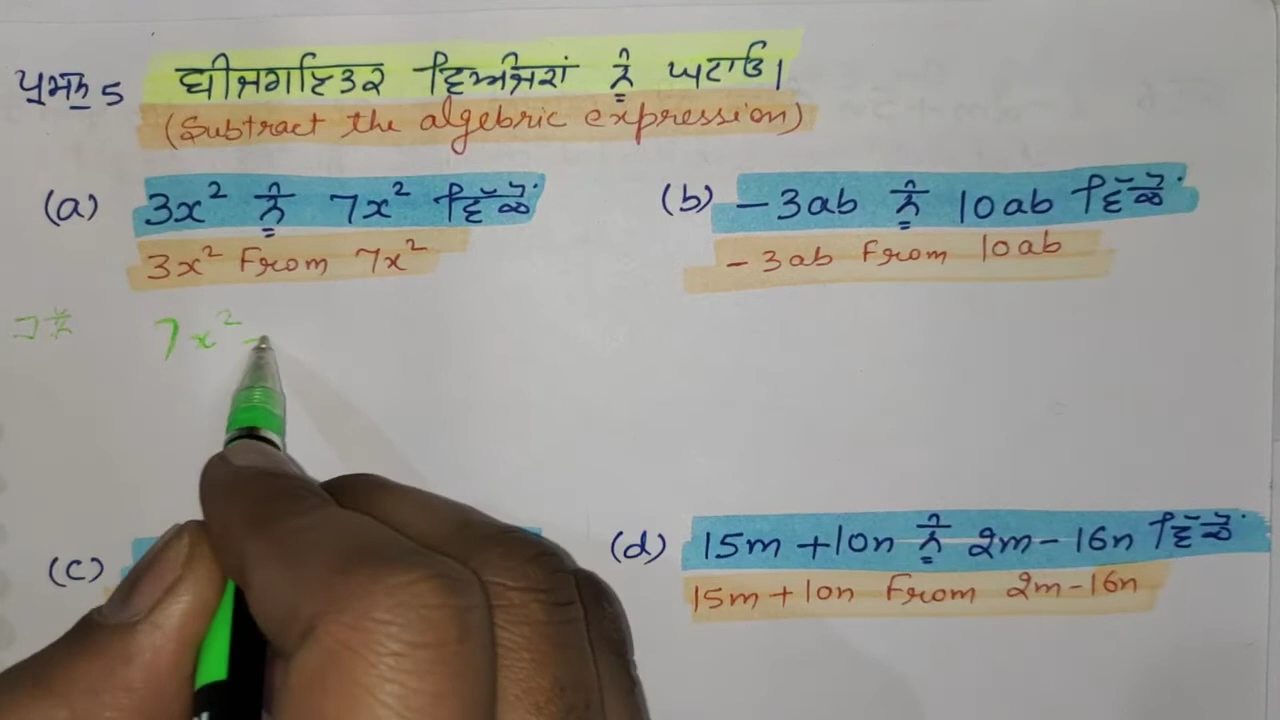 ਪ੍ਰਸ਼ਨ 5 ਬੀਜਗਣਿਤਕ ਵਿਅੰਜਕਾਂ ਨੂੰ ਘਟਾਓ।
(Subtract the algebric expression)
(a) 3x² ਨੂੰ 7x² ਵਿੱਚੋਂ
3x² From 7x²
(b) -3ab ਨੂੰ 10ab ਵਿੱਚੋਂ
-3ab From 10ab
ਹੱਲ 7x² -
(c)
(d) 15m + 10n ਨੂੰ 2m - 16n ਵਿੱਚੋਂ
15m + 10n From 2m - 16n